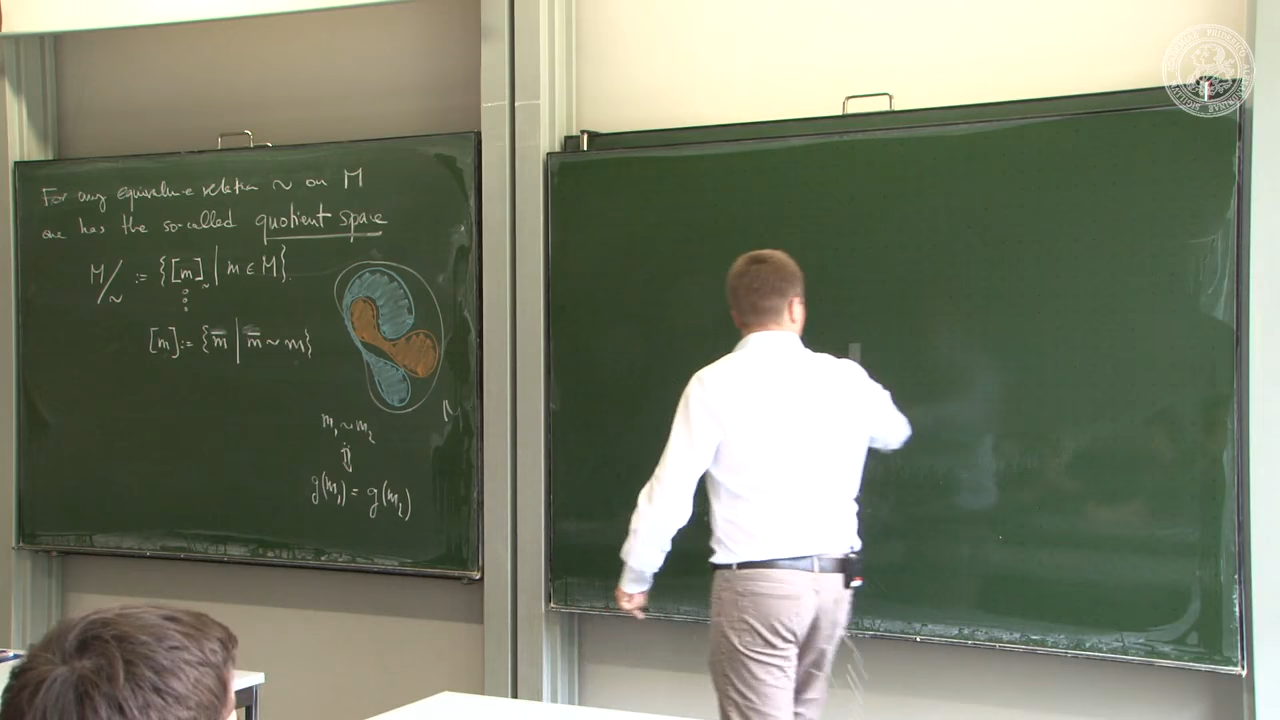 For any equivalence relation ~ on M
one has the so-called quotient space
M/~ := {[m]~ | m ∈ M}.
[m] := {m̅ | m̅ ~ m}
M
m₁ ~ m₂
⇓
g(m₁) = g(m₂)